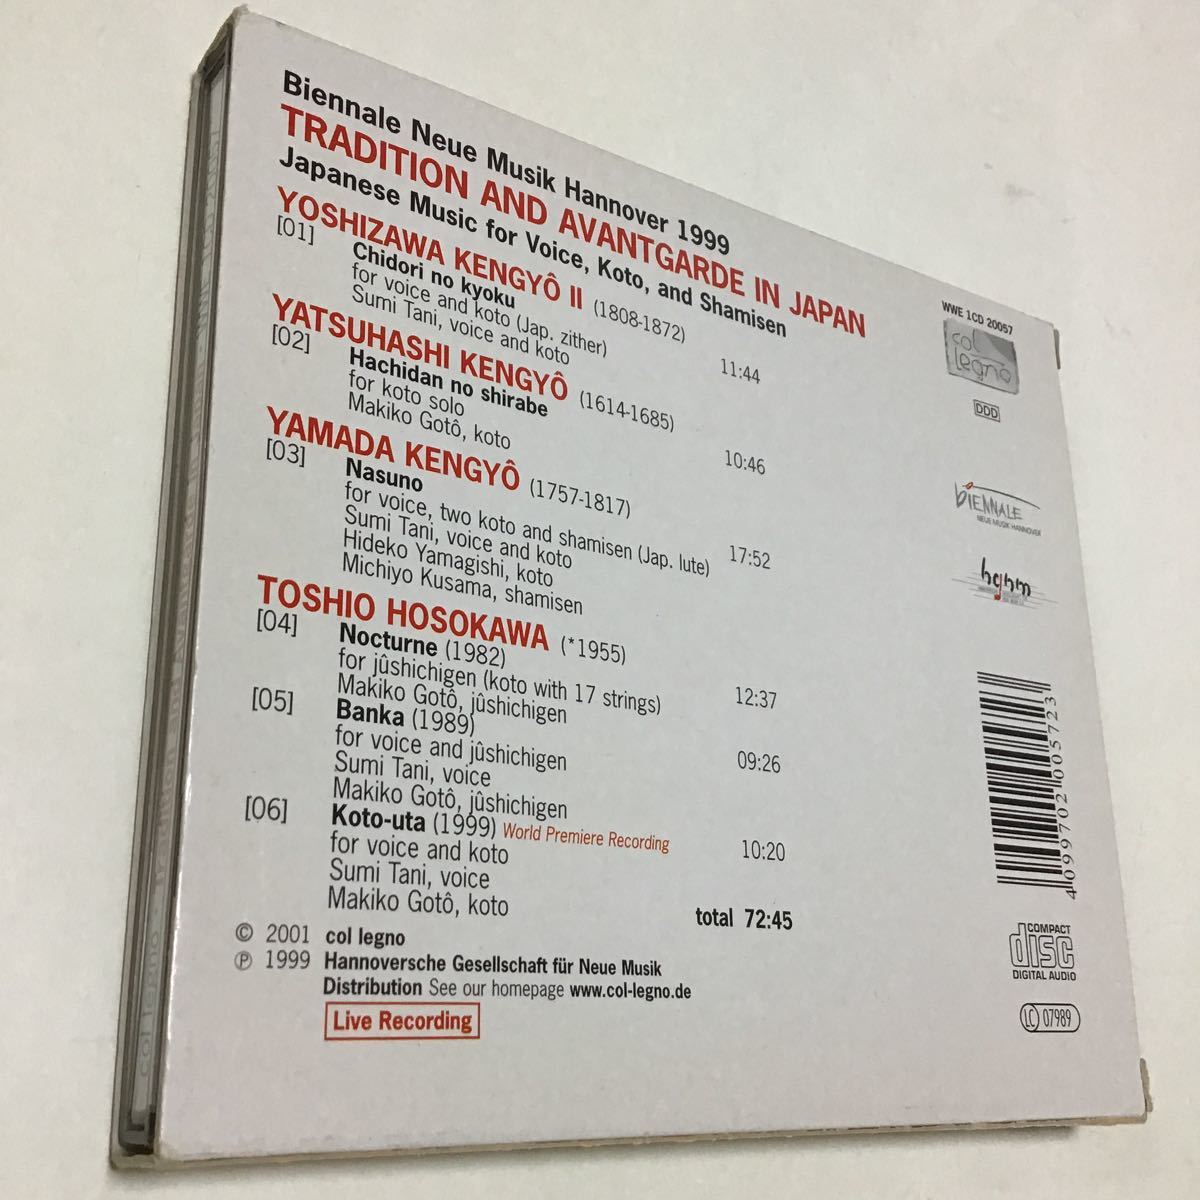 Biennale Neue Musik Hannover 1999
TRADITION AND AVANTGARDE IN JAPAN
Japanese Music for Voice, Koto, and Shamisen
YOSHIZAWA KENGYÔ II (1808-1872)
[01] Chidori no kyoku 11:44
for voice and koto (Jap. zither)
Sumi Tani, voice and koto
YATSUHASHI KENGYÔ (1614-1685)
[02] Hachidan no shirabe 10:46
for koto solo
Makiko Gotô, koto
YAMADA KENGYÔ (1757-1817)
[03] Nasuno 17:52
for voice, two koto and shamisen (Jap. lute)
Sumi Tani, voice and koto
Hideko Yamagishi, koto
Michiyo Kusama, shamisen
TOSHIO HOSOKAWA (*1955)
[04] Nocturne (1982) 12:37
for jûshichigen (koto with 17 strings)
Makiko Gotô, jûshichigen
[05] Banka (1989) 09:26
for voice and jûshichigen
Sumi Tani, voice
Makiko Gotô, jûshichigen
[06] Koto-uta (1999) World Premiere Recording 10:20
for voice and koto
Sumi Tani, voice
Makiko Gotô, koto
total 72:45
© 2001 col legno
℗ 1999 Hannoversche Gesellschaft für Neue Musik
Distribution See our homepage www.col-legno.de
Live Recording
WWE 1CD 20057
col
legno
DDD
BIENNALE
NEUE MUSIK HANNOVER
hgnm
4 099702 005723
COMPACT
disc
DIGITAL AUDIO
LC 07989